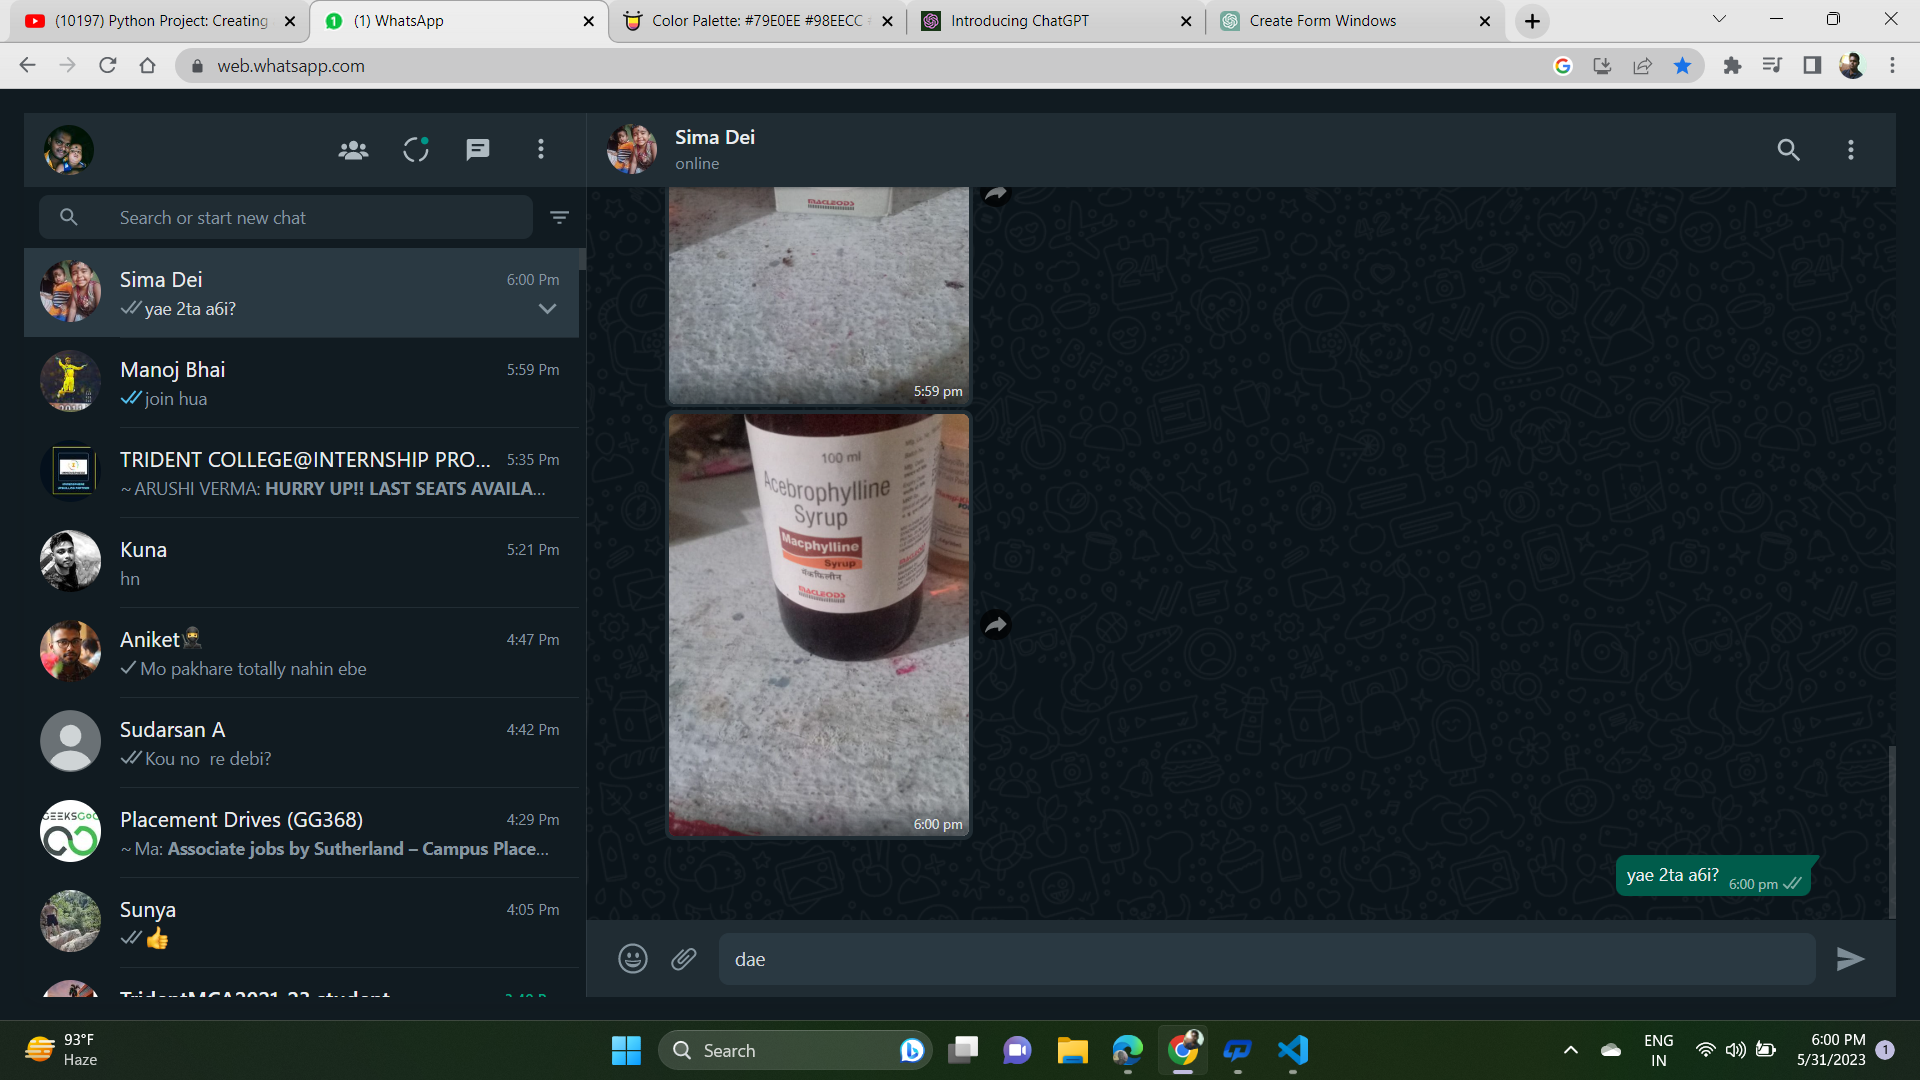 (10197) Python Project: Creating
(1) WhatsApp
Color Palette: #79E0EE #98EECC
Introducing ChatGPT
Create Form Windows
web.whatsapp.com
Search or start new chat
Sima Dei
6:00 Pm
yae 2ta a6i?
Manoj Bhai
5:59 Pm
join hua
TRIDENT COLLEGE@INTERNSHIP PRO...
5:35 Pm
~ ARUSHI VERMA: HURRY UP!! LAST SEATS AVAILA...
Kuna
5:21 Pm
hn
Aniket🥷
4:47 Pm
Mo pakhare totally nahin ebe
Sudarsan A
4:42 Pm
Kou no re debi?
Placement Drives (GG368)
4:29 Pm
~ Ma: Associate jobs by Sutherland – Campus Place...
Sunya
4:05 Pm
👍
Sima Dei
online
MACLEODS
5:59 pm
100 ml
Acebrophylline
Syrup
Macphylline
Syrup
मॅकफिलीन
MACLEODS
6:00 pm
yae 2ta a6i?
6:00 pm
dae
93°F
Haze
Search
ENG
IN
6:00 PM
5/31/2023
1